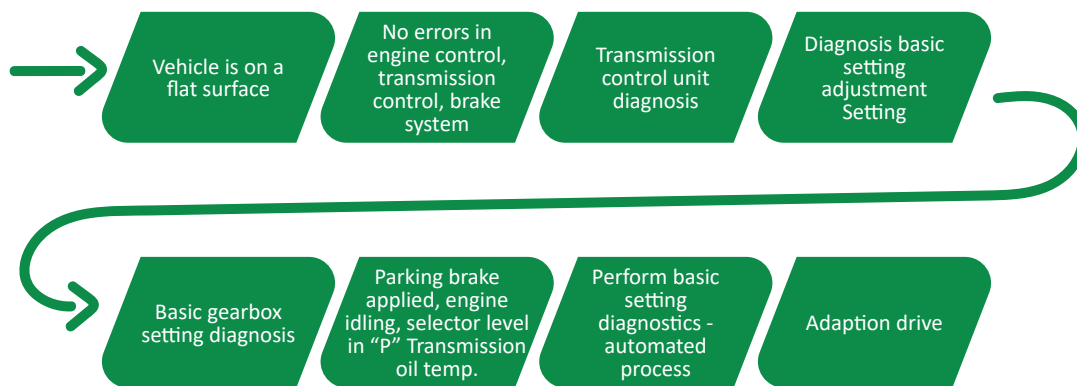 Vehicle is on a
flat surface
No errors in
engine control,
transmission
control, brake
system
Transmission
control unit
diagnosis
Diagnosis basic
setting
adjustment
Setting
Basic gearbox
setting diagnosis
Parking brake
applied, engine
idling, selector level
in “P” Transmission
oil temp.
Perform basic
setting
diagnostics -
automated
process
Adaption drive